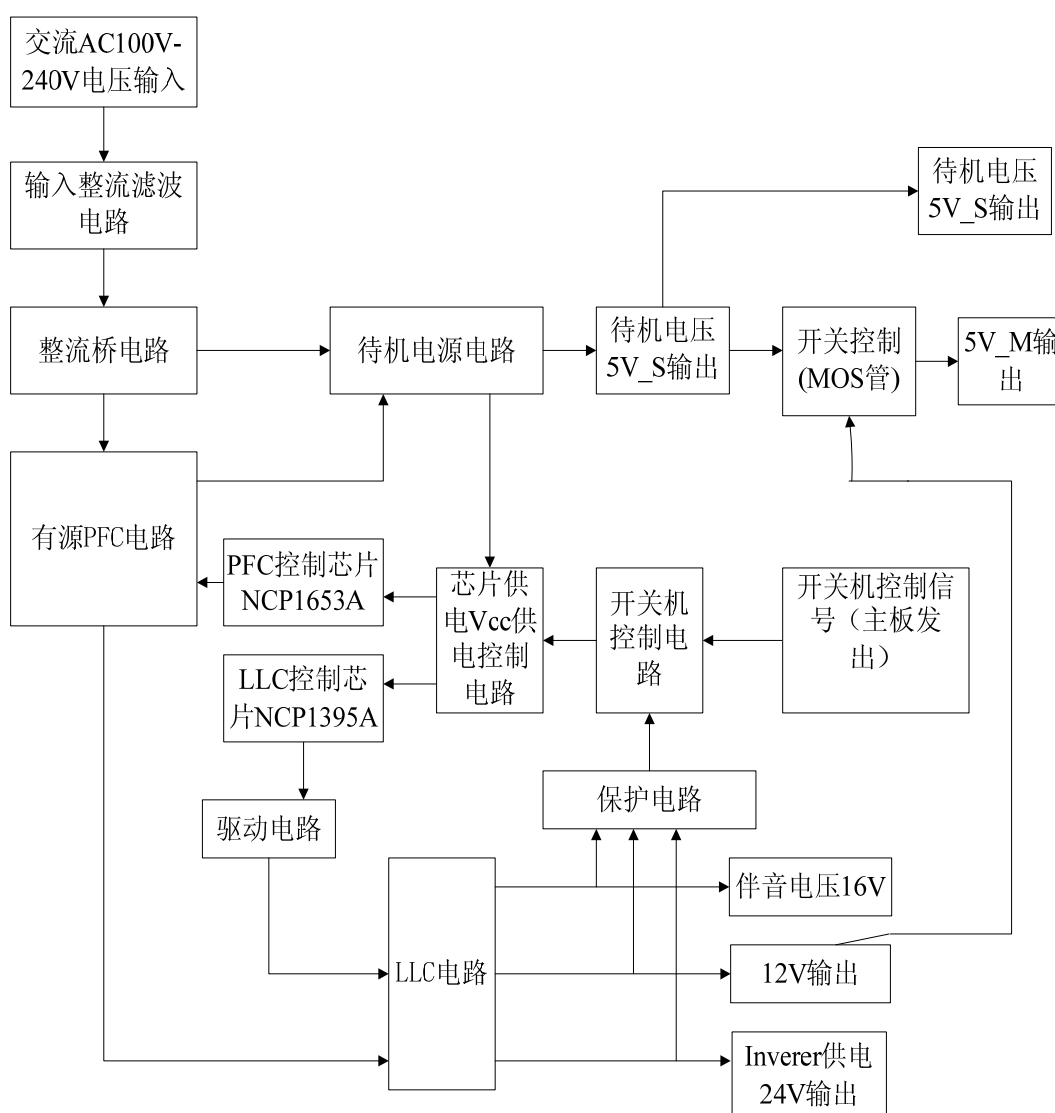 交流AC100V-
240V电压输入
输入整流滤波
电路
待机电压
5V_S输出
整流桥电路
待机电源电路
待机电压
5V_S输出
开关控制
(MOS管)
5V_M输
出
有源PFC电路
PFC控制芯片
NCP1653A
芯片供
电Vcc供
电控制
电路
开关机
控制电
路
开关机控制信
号（主板发
出）
LLC控制芯
片NCP1395A
保护电路
驱动电路
伴音电压16V
LLC电路
12V输出
Inverer供电
24V输出